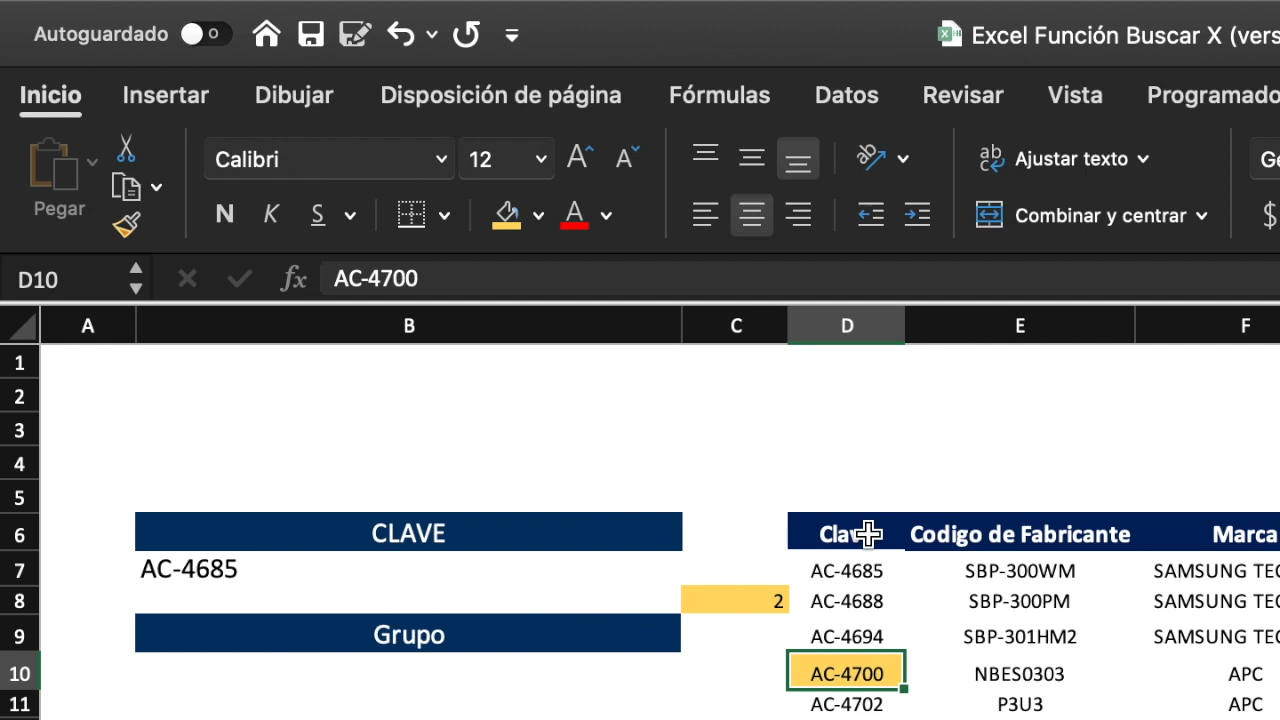 Autoguardado
Excel Función Buscar X (vers
Inicio Insertar Dibujar Disposición de página Fórmulas Datos Revisar Vista Programado
Pegar
Calibri 12
Ajustar texto
Ge
N K S
Combinar y centrar
$
D10 fx AC-4700
A B C D E F
1
2
3
4
5
6 CLAVE Clav Codigo de Fabricante Marca
7 AC-4685 AC-4685 SBP-300WM SAMSUNG TEC
8 2 AC-4688 SBP-300PM SAMSUNG TEC
9 Grupo AC-4694 SBP-301HM2 SAMSUNG TEC
10 AC-4700 NBES0303 APC
11 AC-4702 P3U3 APC